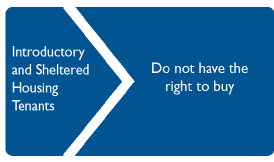 Introductory
and Sheltered
Housing
Tenants
Do not have the
right to buy